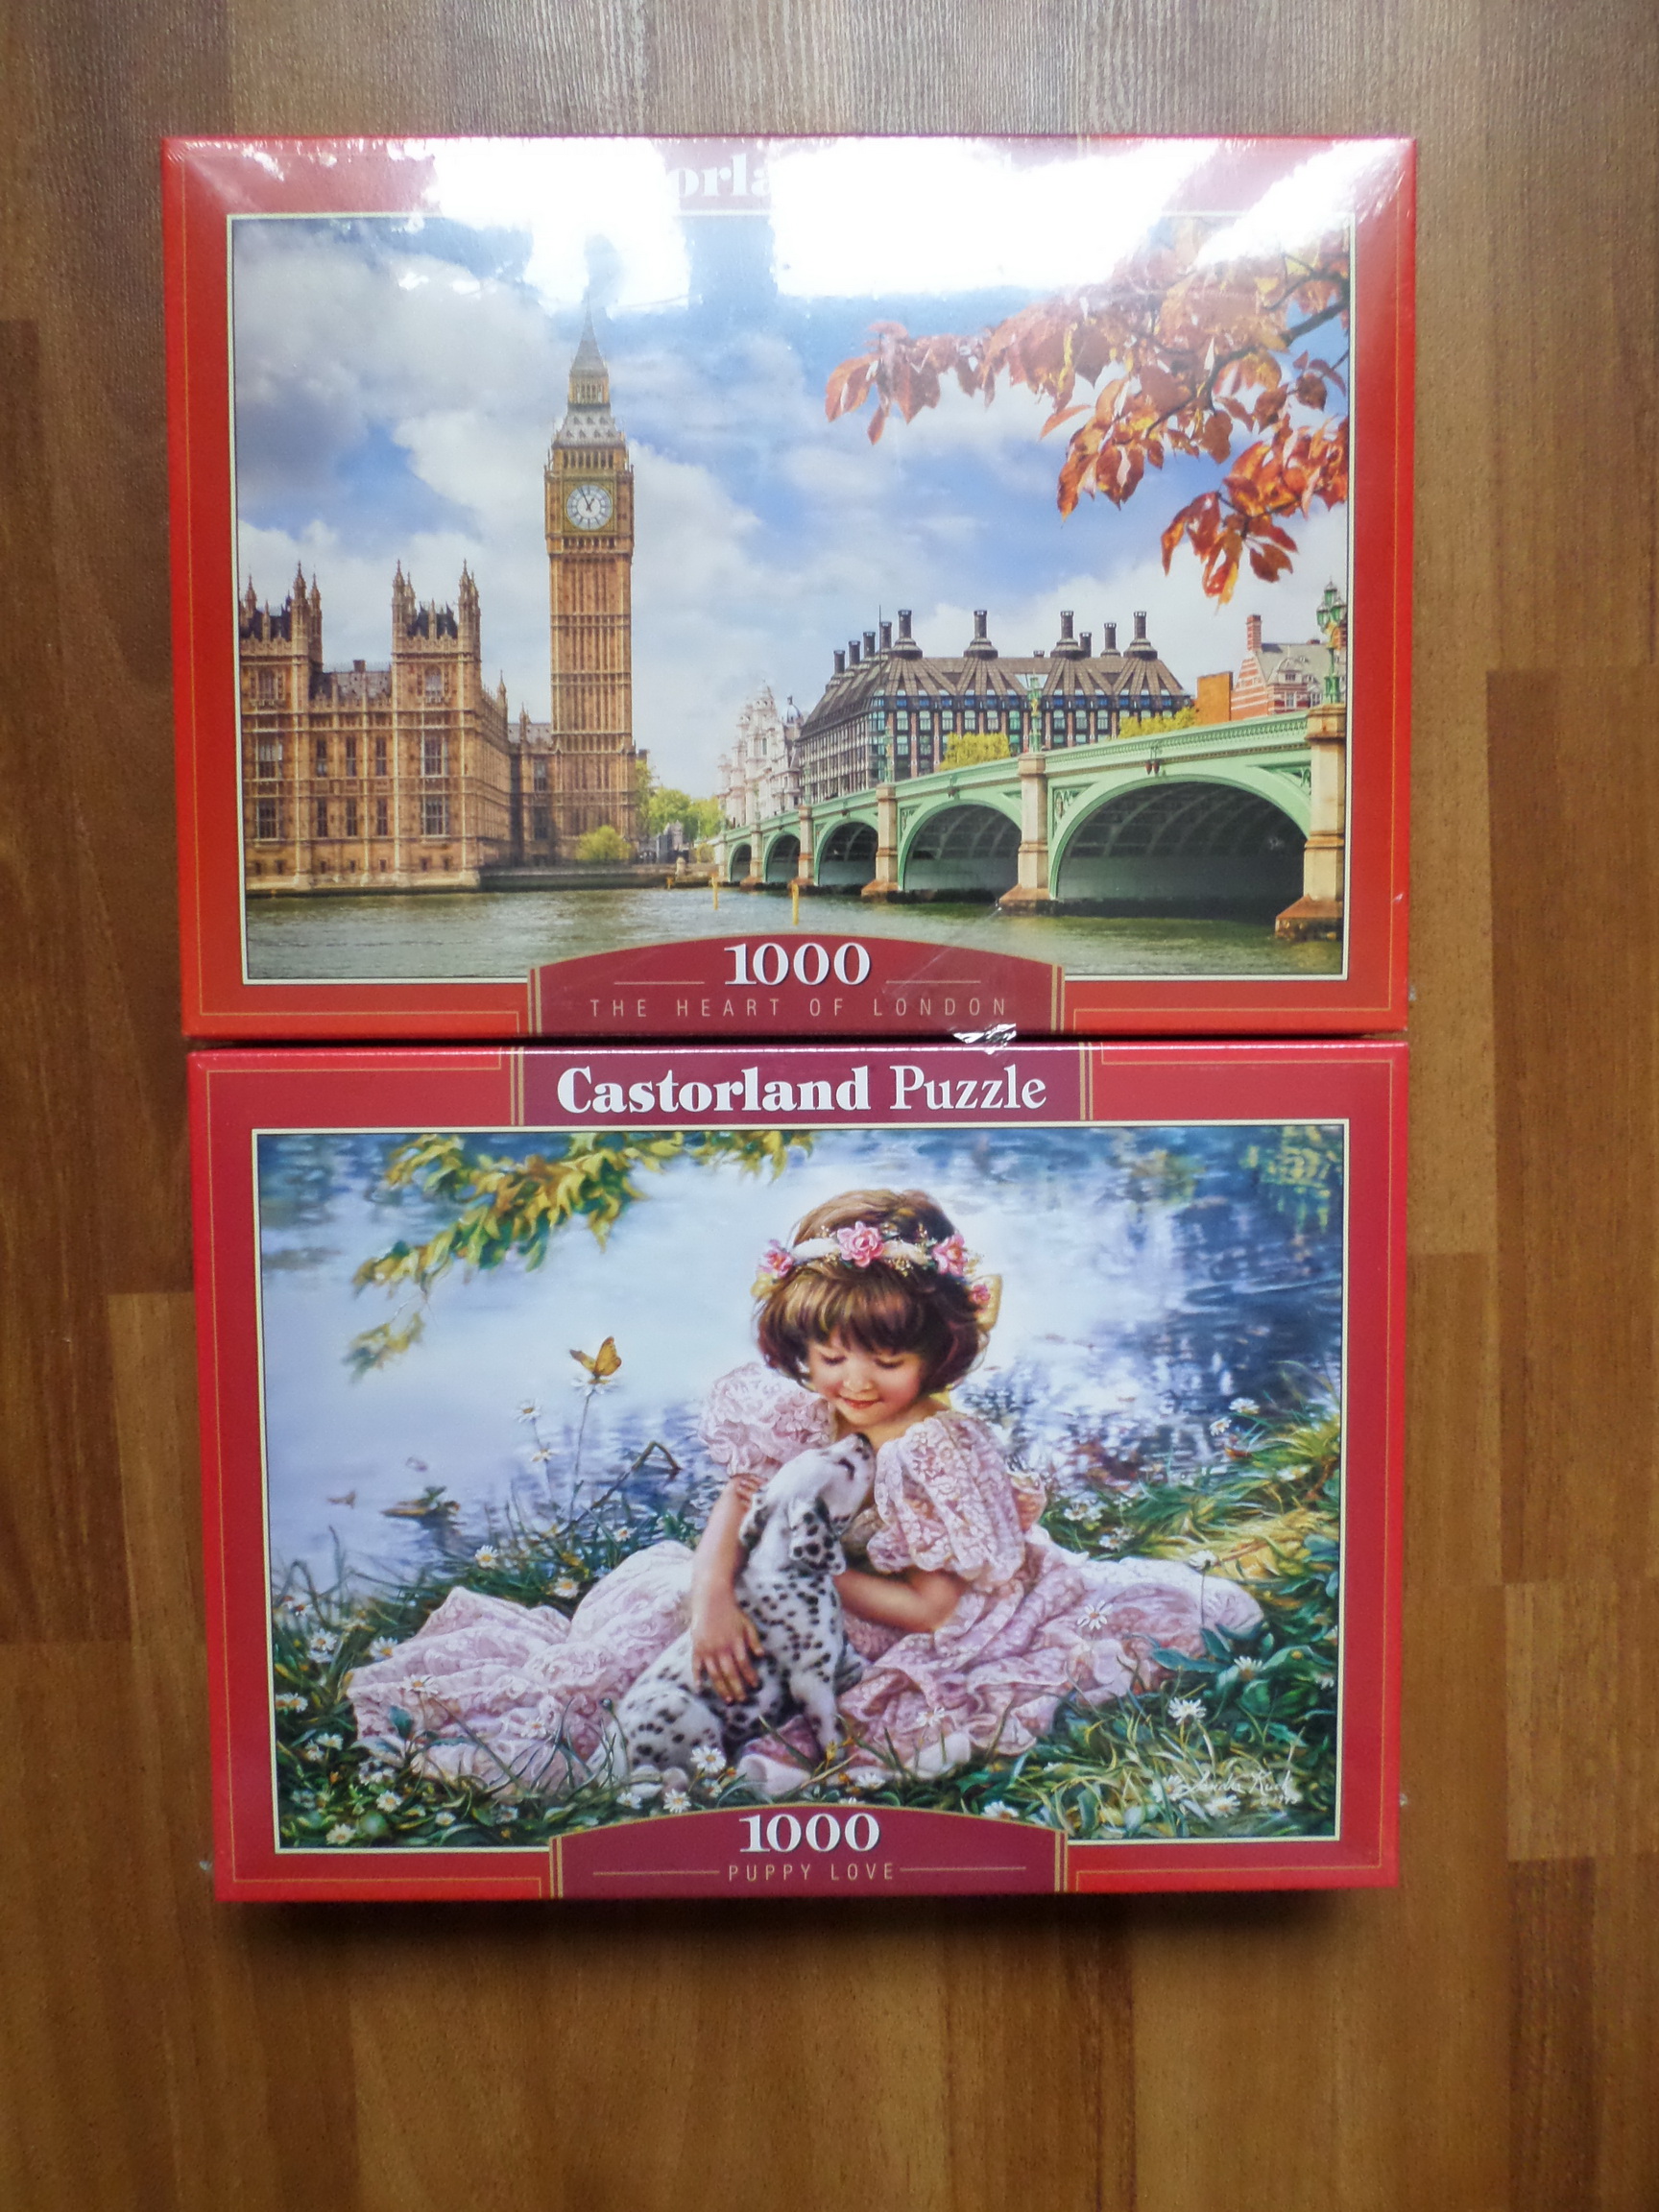 1000
THE HEART OF LONDON
Castorland Puzzle
1000
PUPPY LOVE